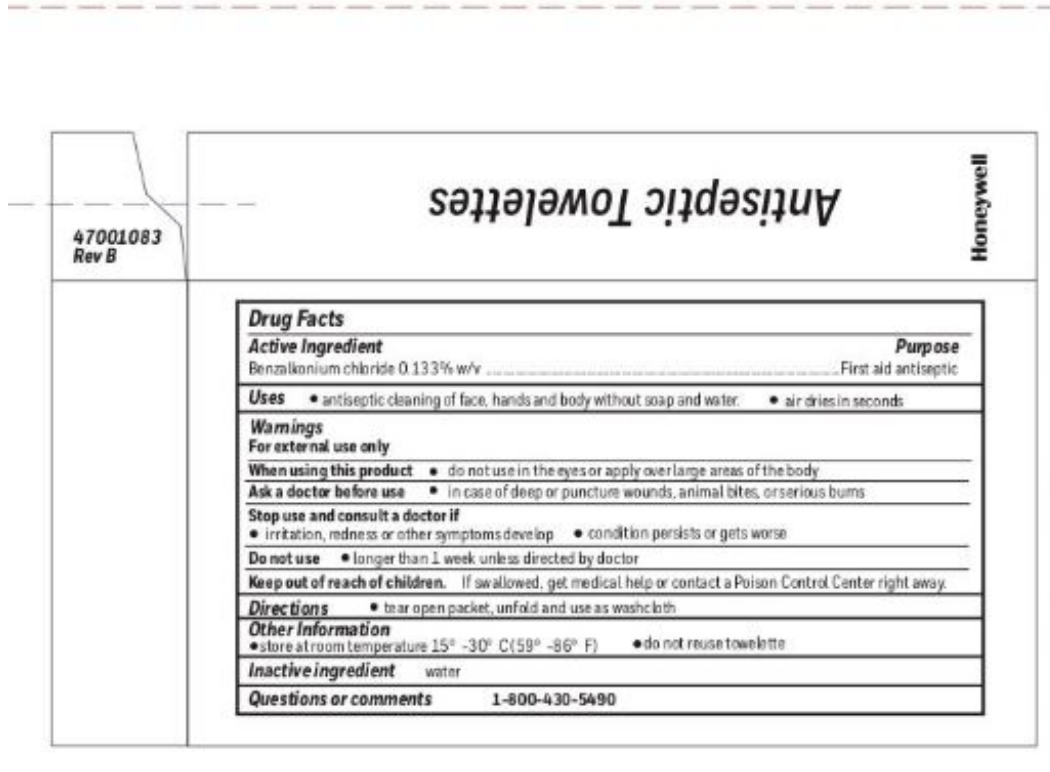 Antiseptic Towelettes
Honeywell
47001083
Rev B
Drug Facts
Active Ingredient Purpose
Benzalkonium chloride 0.133% w/v ........ First aid antiseptic
Uses • antiseptic cleaning of face, hands and body without soap and water. • air dries in seconds
Warnings
For external use only
When using this product • do not use in the eyes or apply over large areas of the body
Ask a doctor before use • in case of deep or puncture wounds, animal bites, or serious burns
Stop use and consult a doctor if
• irritation, redness or other symptoms develop • condition persists or gets worse
Do not use • longer than 1 week unless directed by doctor
Keep out of reach of children. If swallowed, get medical help or contact a Poison Control Center right away.
Directions • tear open packet, unfold and use as washcloth
Other Information
• store at room temperature 15° -30° C (59° -86° F) • do not reuse towelette
Inactive ingredient water
Questions or comments 1-800-430-5490